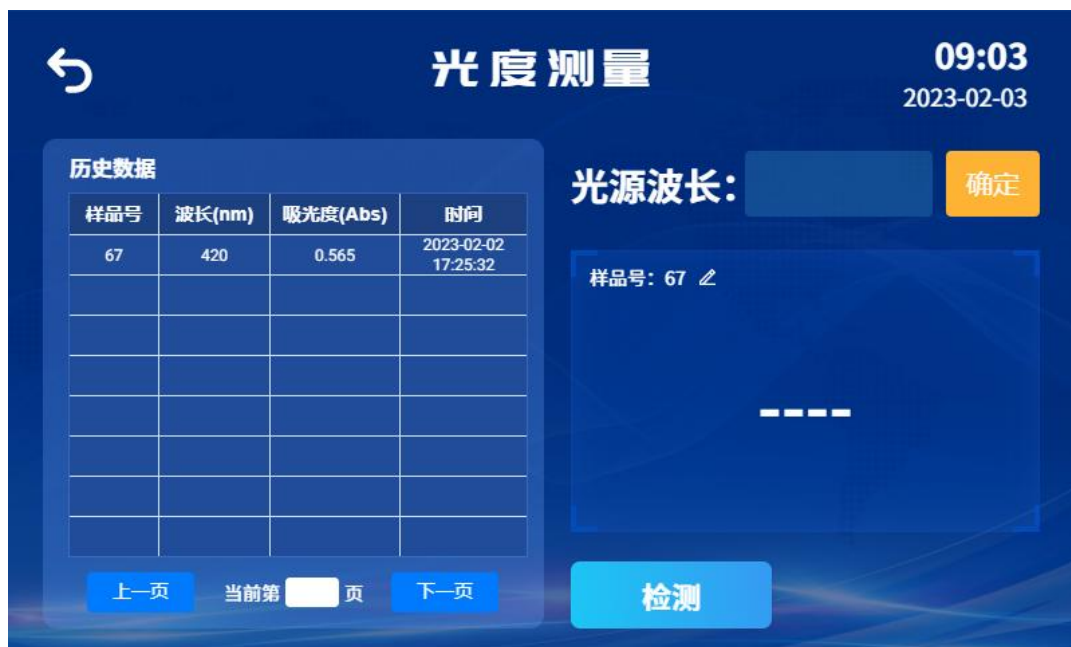 光度测量
09:03
2023-02-03
历史数据
样品号 波长(nm) 吸光度(Abs) 时间
67 420 0.565 2023-02-02 17:25:32
上一页 当前第 页 下一页
光源波长： 确定
样品号：67
----
检测